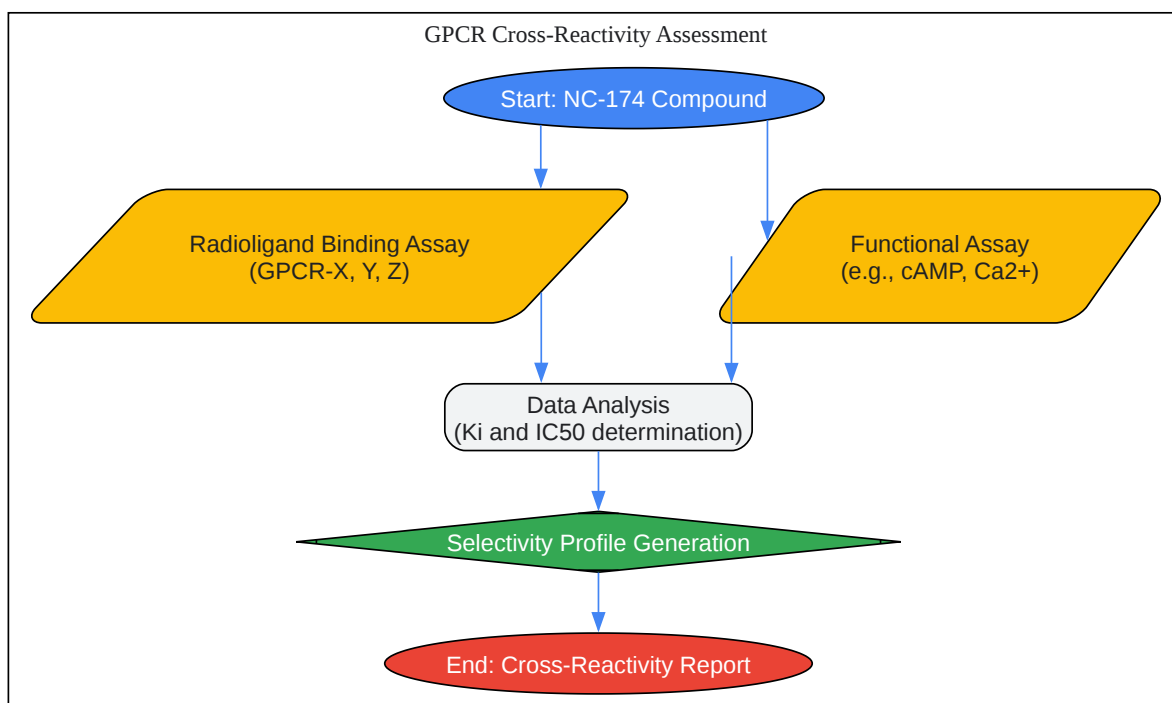 GPCR Cross-Reactivity Assessment
Start: NC-174 Compound
Radioligand Binding Assay
(GPCR-X, Y, Z)
Functional Assay
(e.g., cAMP, Ca2+)
Data Analysis
(Ki and IC50 determination)
Selectivity Profile Generation
End: Cross-Reactivity Report